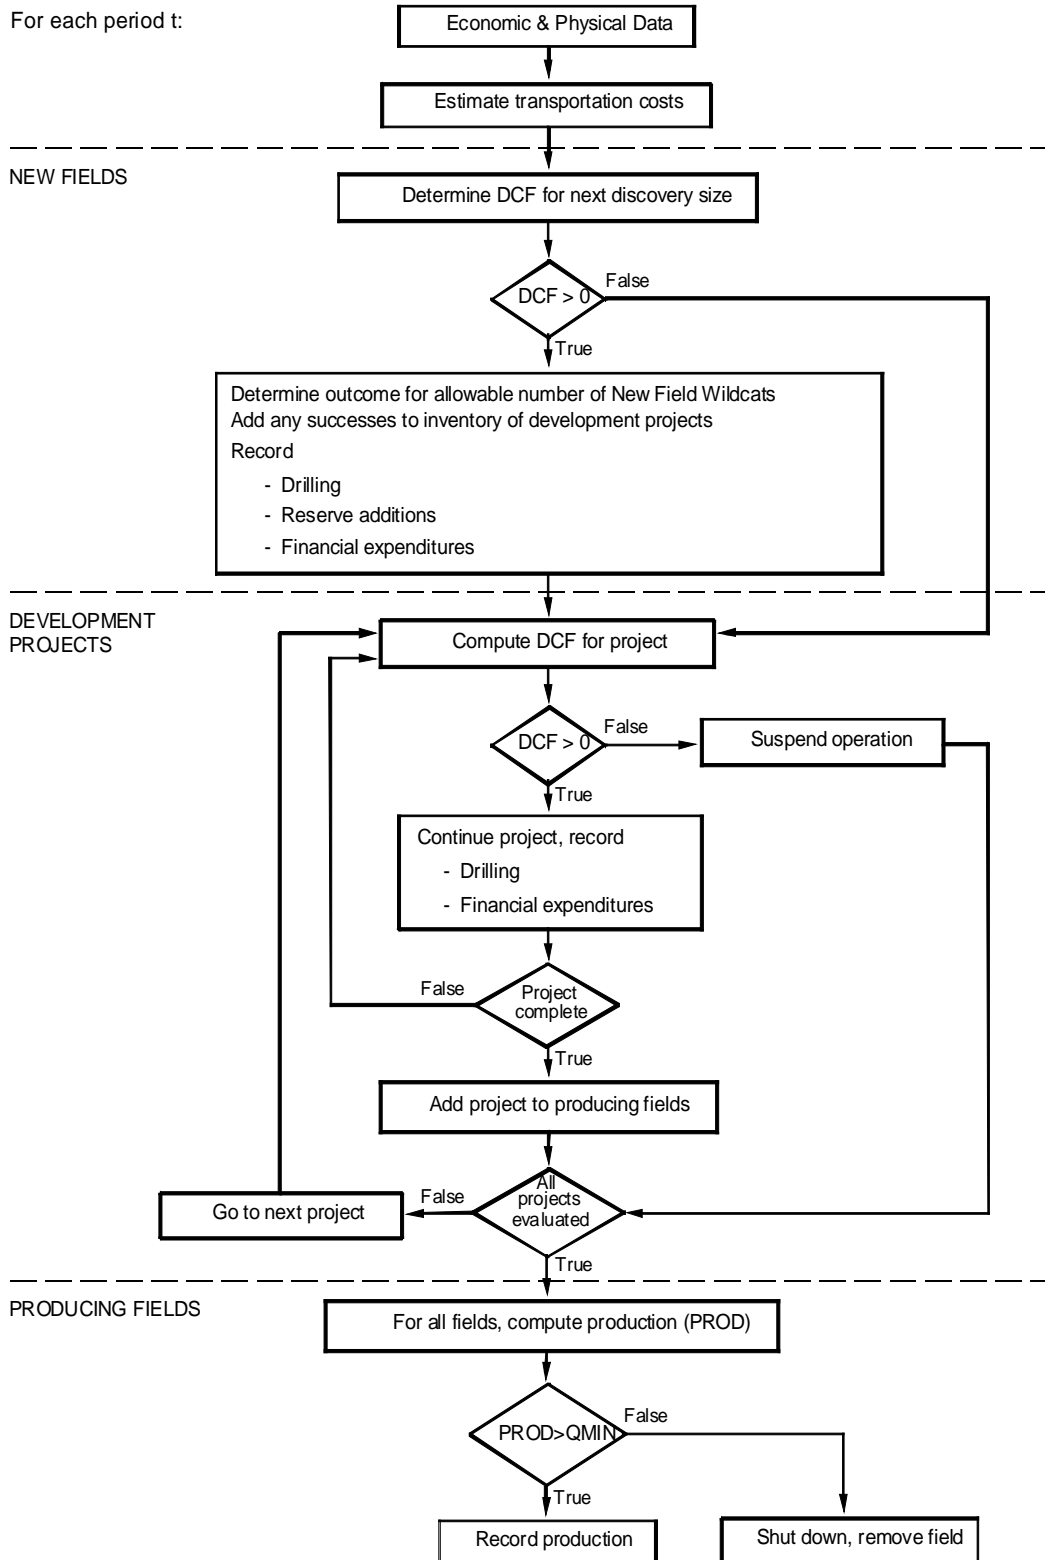 For each period t:
Economic & Physical Data
Estimate transportation costs
NEW FIELDS
Determine DCF for next discovery size
DCF > 0
False
True
Determine outcome for allowable number of New Field Wildcats
Add any successes to inventory of development projects
Record
- Drilling
- Reserve additions
- Financial expenditures
DEVELOPMENT
PROJECTS
Compute DCF for project
DCF > 0
False
Suspend operation
True
Continue project, record
- Drilling
- Financial expenditures
False
Project
complete
True
Add project to producing fields
Go to next project
False
All
projects
evaluated
True
PRODUCING FIELDS
For all fields, compute production (PROD)
PROD>QMIN
False
True
Record production
Shut down, remove field